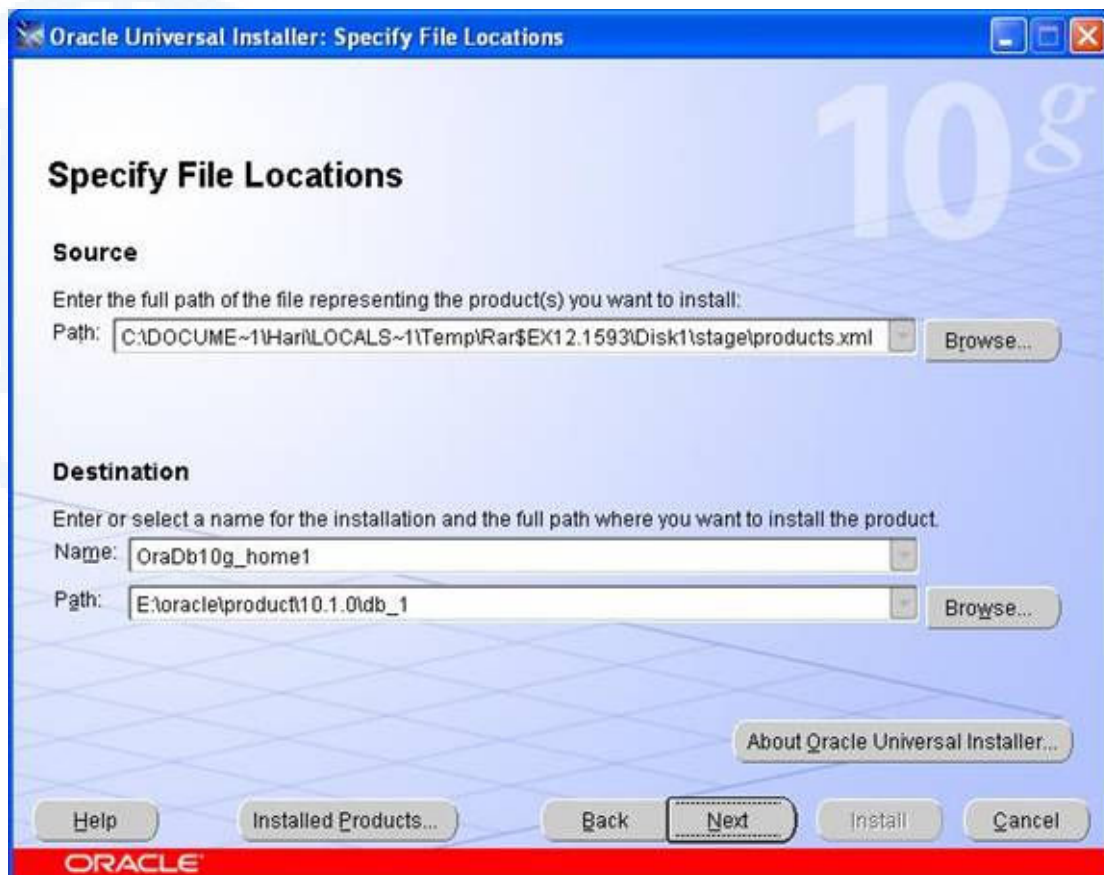 Oracle Universal Installer: Specify File Locations
10g
Specify File Locations
Source
Enter the full path of the file representing the product(s) you want to install:
Path: C:\DOCUME~1\Hari\LOCALS~1\Temp\Rar$EX12.1593\Disk1\stage\products.xml Browse...
Destination
Enter or select a name for the installation and the full path where you want to install the product.
Name: OraDb10g_home1
Path: E:\oracle\product\10.1.0\db_1 Browse...
About Oracle Universal Installer...
Help Installed Products... Back Next Install Cancel
ORACLE